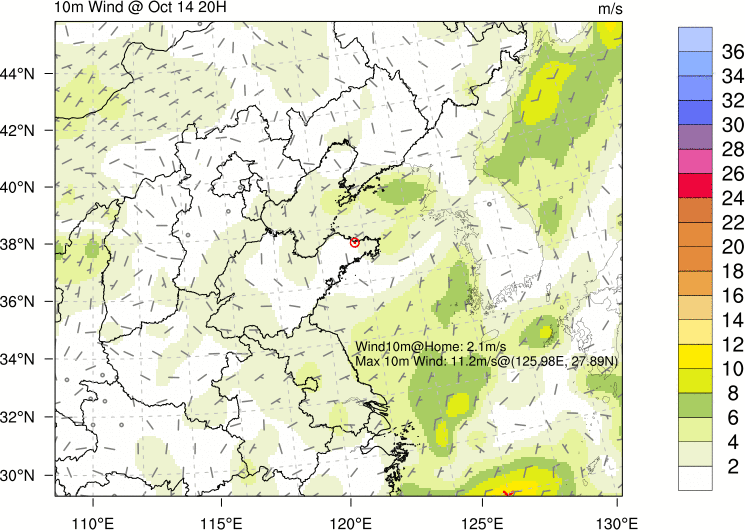 10m Wind @ Oct 14 20H
m/s
44°N
42°N
40°N
38°N
36°N
34°N
32°N
30°N
110°E
115°E
120°E
125°E
130°E
Wind10m@Home: 2.1m/s
Max 10m Wind: 11.2m/s@(125.98E, 27.89N)
36
34
32
30
28
26
24
22
20
18
16
14
12
10
8
6
4
2